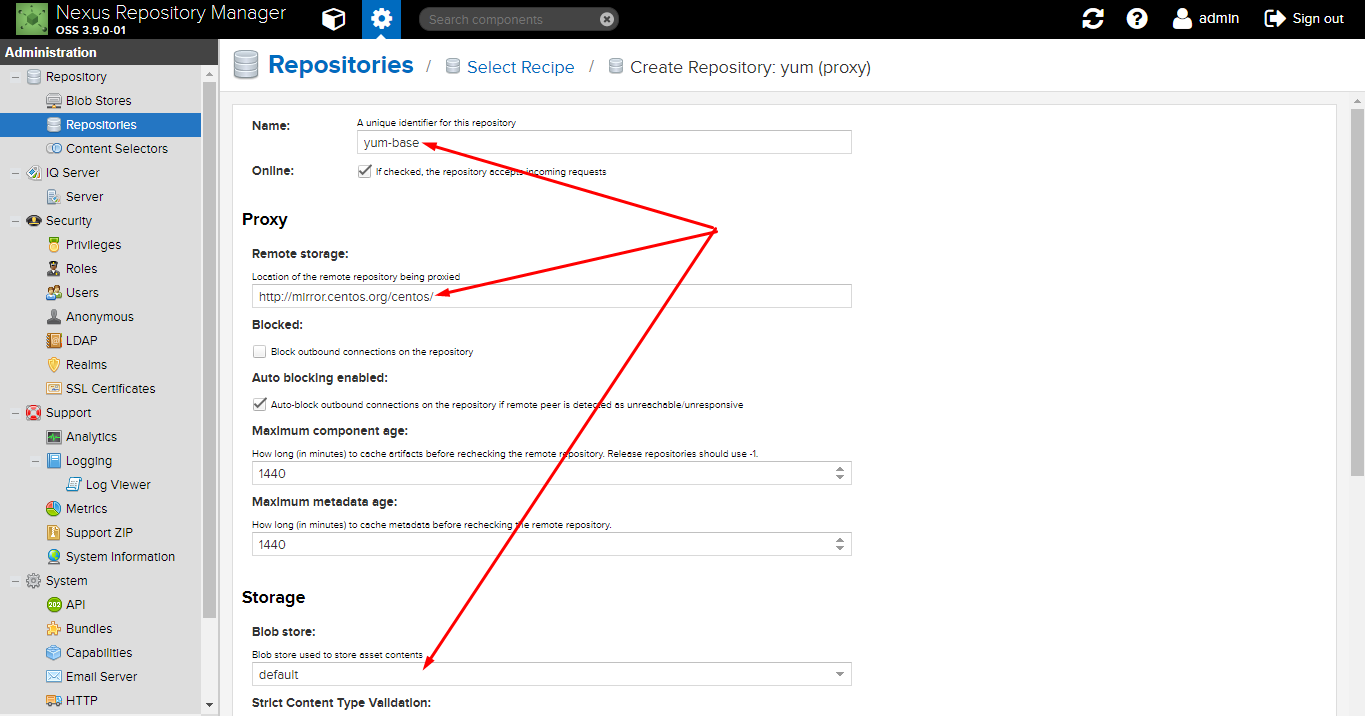 Nexus Repository Manager
OSS 3.9.0-01
Search components
admin
Sign out
Administration
Repository
Blob Stores
Repositories
Content Selectors
IQ Server
Server
Security
Privileges
Roles
Users
Anonymous
LDAP
Realms
SSL Certificates
Support
Analytics
Logging
Log Viewer
Metrics
Support ZIP
System Information
System
API
Bundles
Capabilities
Email Server
HTTP
Repositories / Select Recipe / Create Repository: yum (proxy)
Name:
A unique identifier for this repository
yum-base
Online:
If checked, the repository accepts incoming requests
Proxy
Remote storage:
Location of the remote repository being proxied
http://mirror.centos.org/centos/
Blocked:
Block outbound connections on the repository
Auto blocking enabled:
Auto-block outbound connections on the repository if remote peer is detected as unreachable/unresponsive
Maximum component age:
How long (in minutes) to cache artifacts before rechecking the remote repository. Release repositories should use -1.
1440
Maximum metadata age:
How long (in minutes) to cache metadata before rechecking the remote repository.
1440
Storage
Blob store:
Blob store used to store asset contents
default
Strict Content Type Validation: